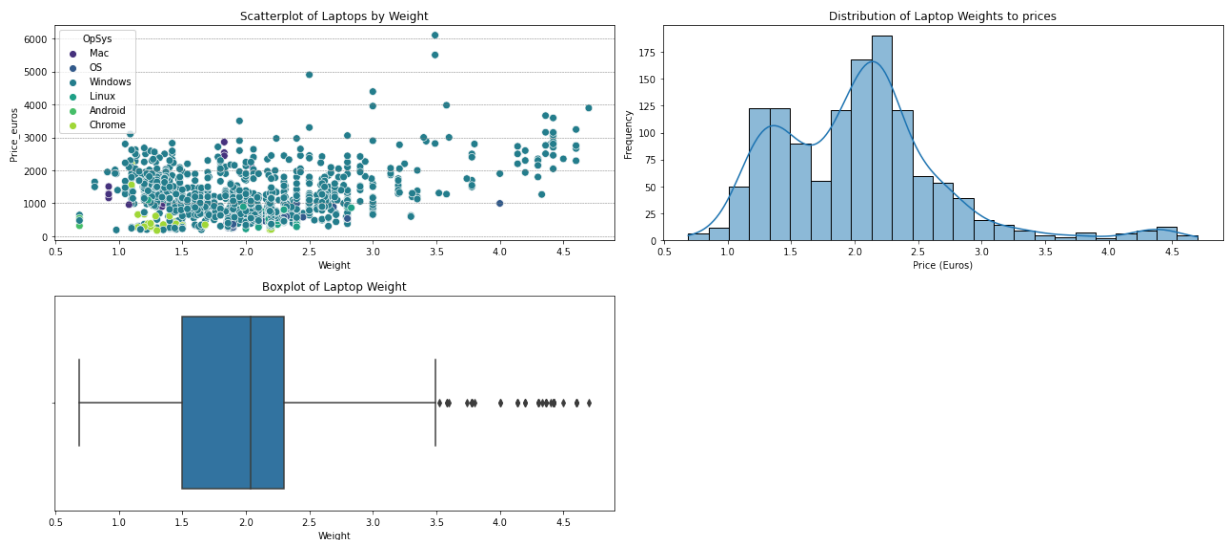 Scatterplot of Laptops by Weight
OpSys
Mac
OS
Windows
Linux
Android
Chrome
Price_euros
6000
5000
4000
3000
2000
1000
0
0.5 1.0 1.5 2.0 2.5 3.0 3.5 4.0 4.5
Weight
Distribution of Laptop Weights to prices
Frequency
175
150
125
100
75
50
25
0
1.0 1.5 2.0 2.5 3.0 3.5 4.0 4.5
Price (Euros)
Boxplot of Laptop Weight
0.5 1.0 1.5 2.0 2.5 3.0 3.5 4.0 4.5
Weight